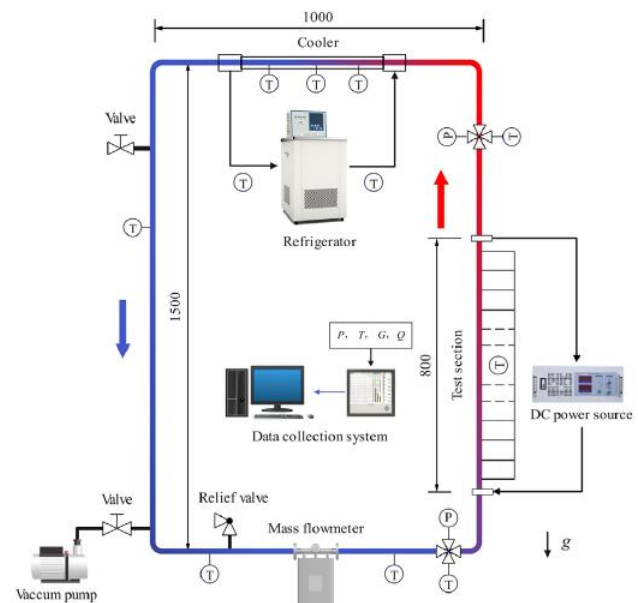 1000
Cooler
T
T
T
Valve
P
T
T
T
T
Refrigerator
1500
P, T, G, Q
800
Test section
T
DC power source
Data collection system
Valve
Relief valve
Mass flowmeter
P
g
T
T
T
Vaccum pump